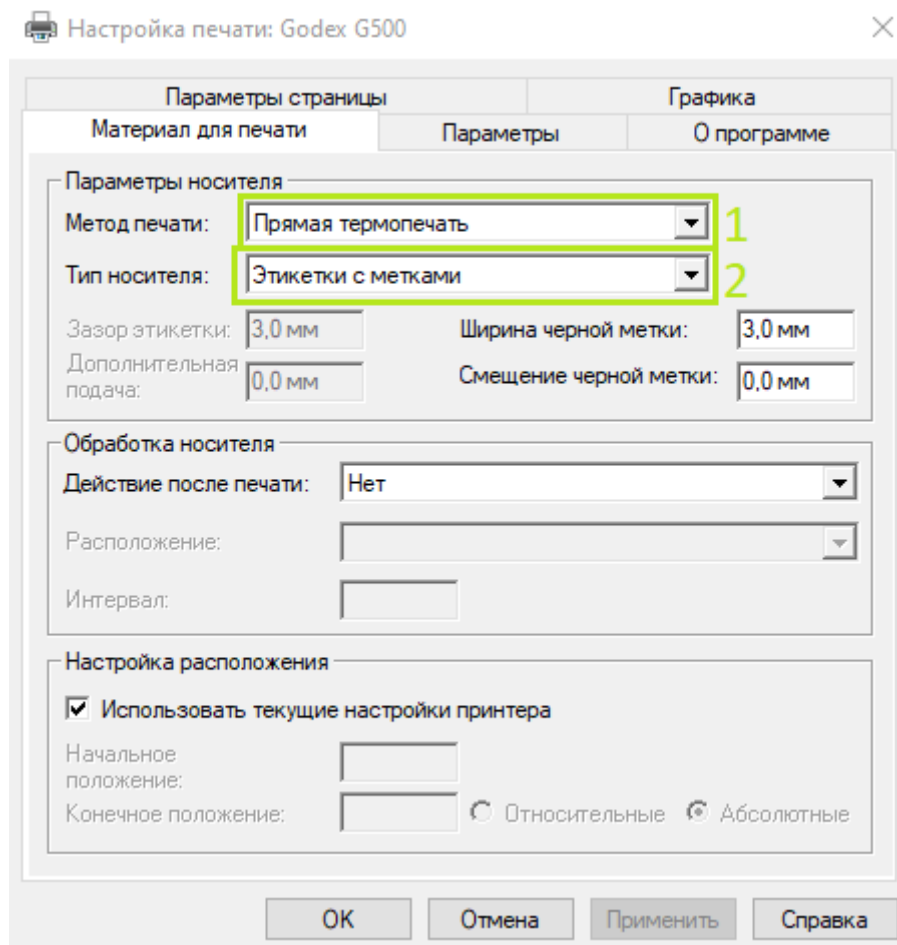 Настройка печати: Godex G500
Параметры страницы Графика
Материал для печати Параметры О программе
Параметры носителя
Метод печати: Прямая термопечать 1
Тип носителя: Этикетки с метками 2
Зазор этикетки: 3,0 мм Ширина черной метки: 3,0 мм
Дополнительная
подача: 0,0 мм Смещение черной метки: 0,0 мм
Обработка носителя
Действие после печати: Нет
Расположение:
Интервал:
Настройка расположения
Использовать текущие настройки принтера
Начальное
положение:
Конечное положение: Относительные Абсолютные
OK Отмена Применить Справка